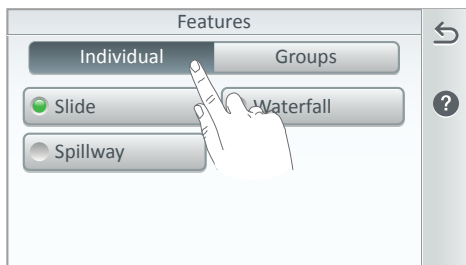 Features
Individual Groups
Slide Waterfall
Spillway
?